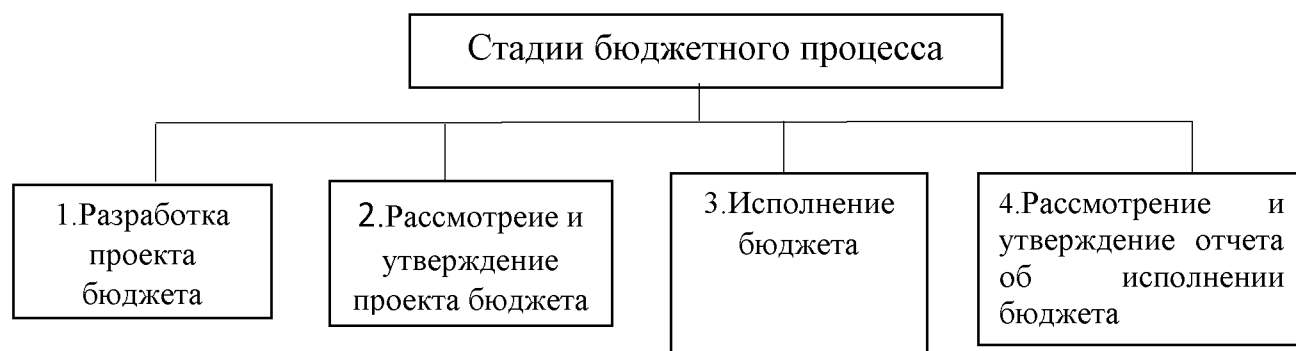 Стадии бюджетного процесса
1.Разработка
проекта
бюджета
2.Рассмотреие и
утверждение
проекта бюджета
3.Исполнение
бюджета
4.Рассмотрение и
утверждение отчета
об исполнении
бюджета